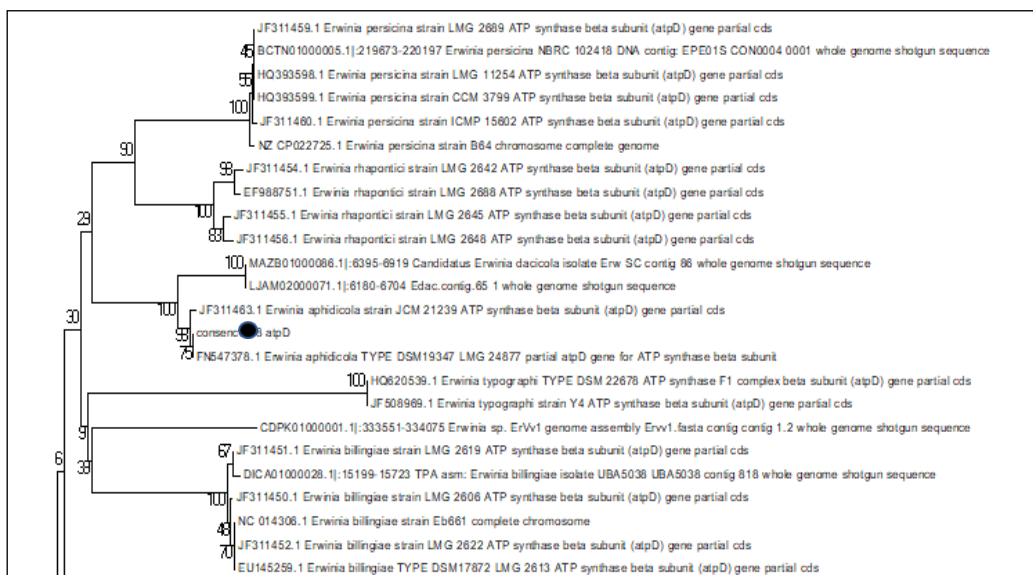 JF311459.1 Erwinia persicina strain LMG 2689 ATP synthase beta subunit (atpD) gene partial cds
45 BCTN01000005.1|:219673-220197 Erwinia persicina NBRC 102418 DNA contig: EPE01S CON0004 0001 whole genome shotgun sequence
56 HQ393598.1 Erwinia persicina strain LMG 11254 ATP synthase beta subunit (atpD) gene partial cds
100 HQ393599.1 Erwinia persicina strain CCM 3799 ATP synthase beta subunit (atpD) gene partial cds
JF311460.1 Erwinia persicina strain ICMP 15602 ATP synthase beta subunit (atpD) gene partial cds
90 NZ CP022725.1 Erwinia persicina strain B64 chromosome complete genome
98 JF311454.1 Erwinia rhapontici strain LMG 2642 ATP synthase beta subunit (atpD) gene partial cds
EF988751.1 Erwinia rhapontici strain LMG 2688 ATP synthase beta subunit (atpD) gene partial cds
29 100 JF311455.1 Erwinia rhapontici strain LMG 2645 ATP synthase beta subunit (atpD) gene partial cds
83 JF311456.1 Erwinia rhapontici strain LMG 2648 ATP synthase beta subunit (atpD) gene partial cds
100 MAZB01000086.1|:6395-6919 Candidatus Erwinia dacicola isolate Erw SC contig 86 whole genome shotgun sequence
LJAM02000071.1|:6180-6704 Edac.contig.65 1 whole genome shotgun sequence
30 100 JF311463.1 Erwinia aphidicola strain JCM 21239 ATP synthase beta subunit (atpD) gene partial cds
98 atpD
75 FN547378.1 Erwinia aphidicola TYPE DSM19347 LMG 24877 partial atpD gene for ATP synthase beta subunit
100 HQ620539.1 Erwinia typographi TYPE DSM 22678 ATP synthase F1 complex beta subunit (atpD) gene partial cds
JF508969.1 Erwinia typographi strain Y4 ATP synthase beta subunit (atpD) gene partial cds
9 CDPK01000001.1|:333551-334075 Erwinia sp. ErVv1 genome assembly Ervv1.fasta contig contig 1.2 whole genome shotgun sequence
6 67 JF311451.1 Erwinia billingiae strain LMG 2619 ATP synthase beta subunit (atpD) gene partial cds
DICA01000028.1|:15199-15723 TPA asm: Erwinia billingiae isolate UBA5038 UBA5038 contig 818 whole genome shotgun sequence
100 JF311450.1 Erwinia billingiae strain LMG 2606 ATP synthase beta subunit (atpD) gene partial cds
NC 014306.1 Erwinia billingiae strain Eb661 complete chromosome
70 JF311452.1 Erwinia billingiae strain LMG 2622 ATP synthase beta subunit (atpD) gene partial cds
EU145259.1 Erwinia billingiae TYPE DSM17872 LMG 2613 ATP synthase beta subunit (atpD) gene partial cds